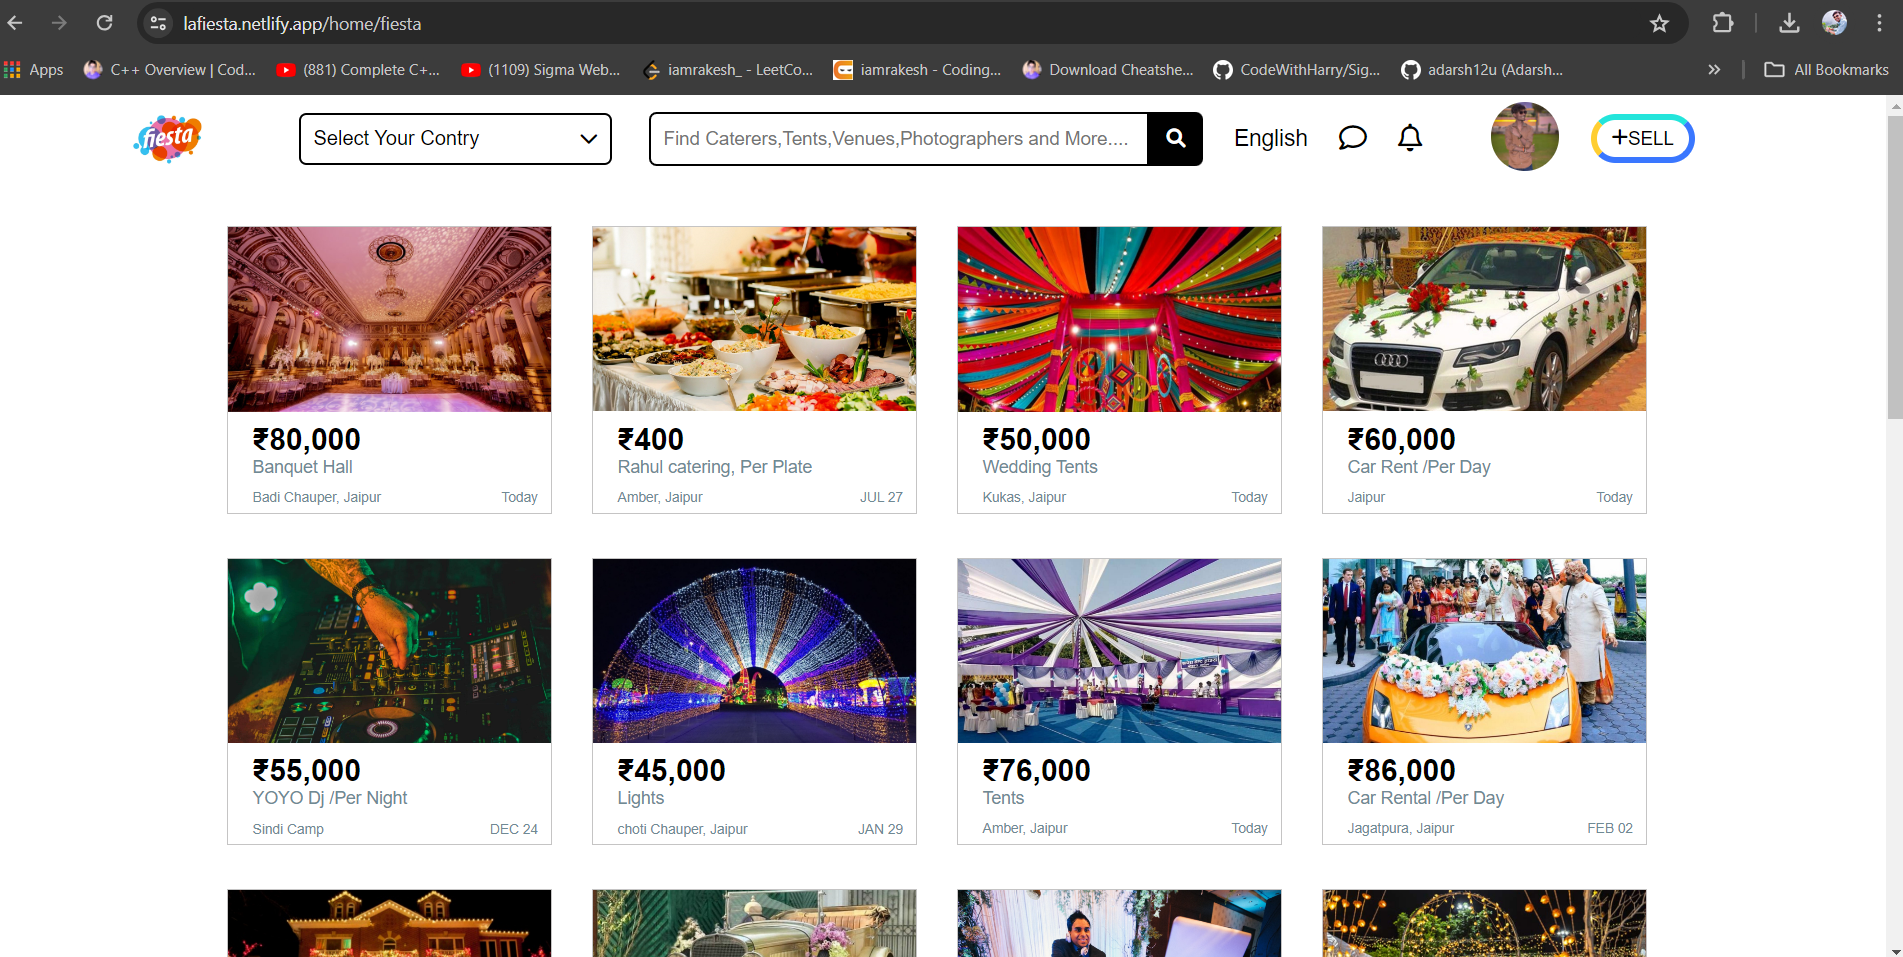 lafiesta.netlify.app/home/fiesta
Apps
C++ Overview | Cod...
(881) Complete C+...
(1109) Sigma Web...
iamrakesh_ - LeetCo...
iamrakesh - Coding...
Download Cheatshe...
CodeWithHarry/Sig...
adarsh12u (Adarsh...
All Bookmarks
fiesta
Select Your Contry
Find Caterers,Tents,Venues,Photographers and More....
English
+SELL
₹80,000
Banquet Hall
Badi Chauper, Jaipur Today
₹400
Rahul catering, Per Plate
Amber, Jaipur JUL 27
₹50,000
Wedding Tents
Kukas, Jaipur Today
₹60,000
Car Rent /Per Day
Jaipur Today
₹55,000
YOYO Dj /Per Night
Sindi Camp DEC 24
₹45,000
Lights
choti Chauper, Jaipur JAN 29
₹76,000
Tents
Amber, Jaipur Today
₹86,000
Car Rental /Per Day
Jagatpura, Jaipur FEB 02